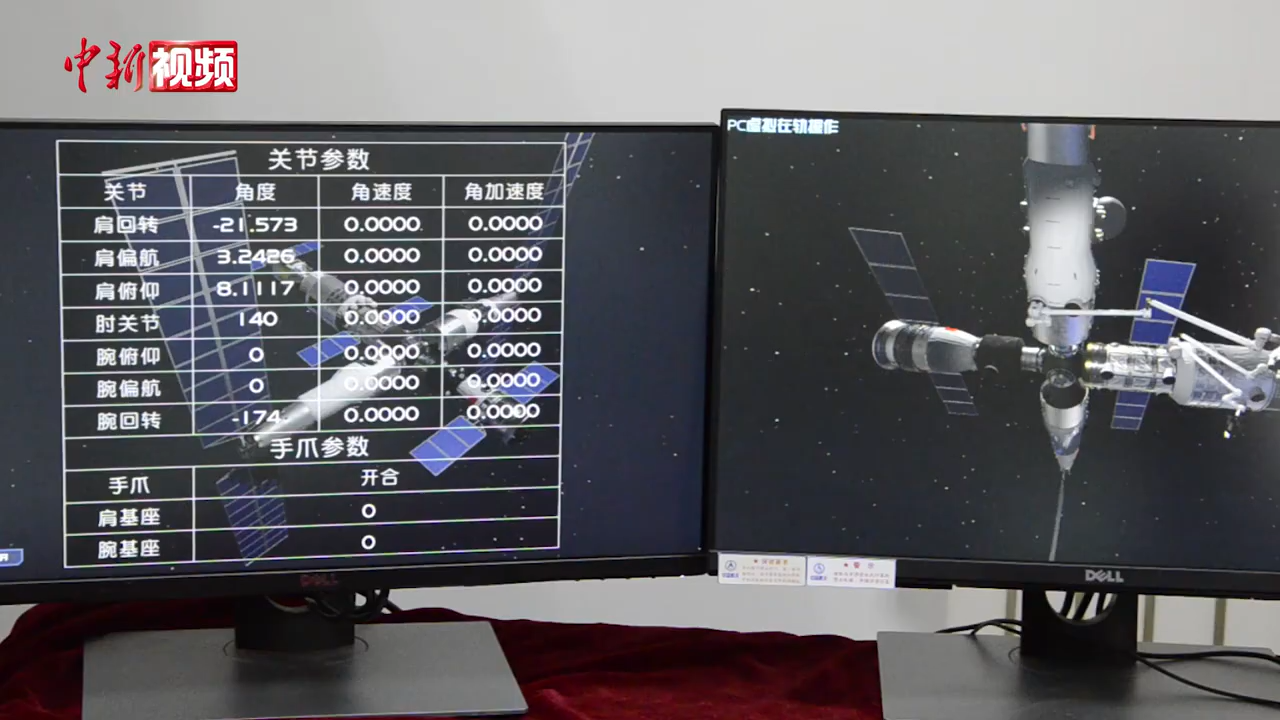 中新视频
关节参数
关节 角度 角速度 角加速度
肩回转 -21.573 0.0000 0.0000
肩偏航 3.2426 0.0000 0.0000
肩俯仰 8.1117 0.0000 0.0000
肘关节 140 0.0000 0.0000
腕俯仰 0 0.0000 0.0000
腕偏航 0 0.0000 0.0000
腕回转 -174 0.0000 0.0000
手爪参数
手爪 开合
肩基座 0
腕基座 0
DELL
PC虚拟在轨操作
DELL